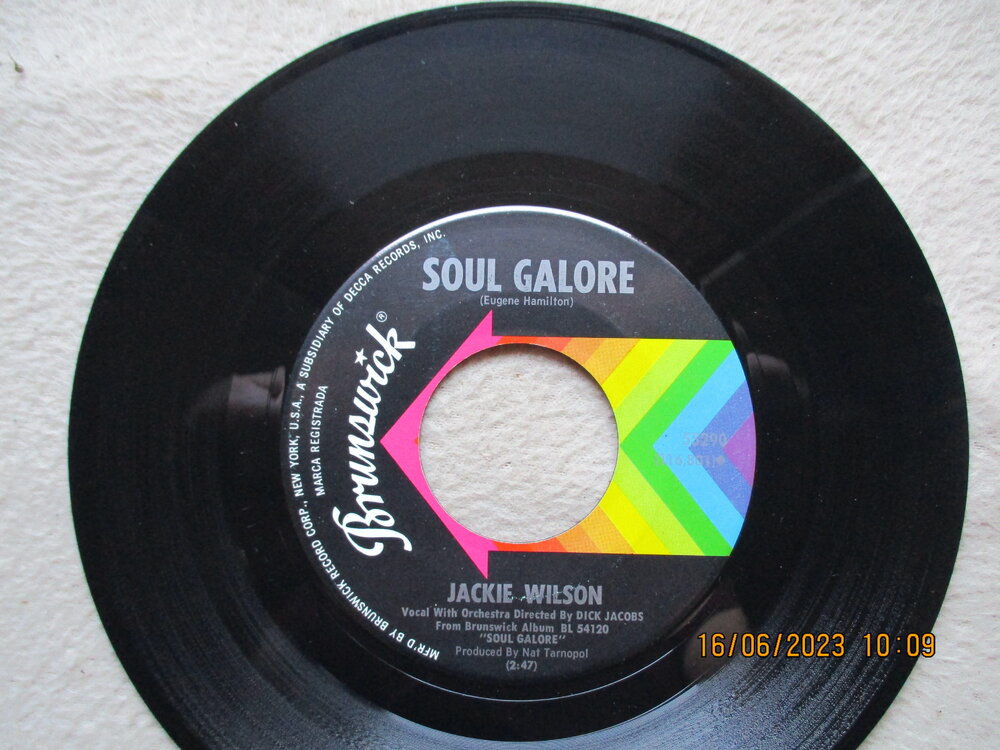 SOUL GALORE
(Eugene Hamilton)
Brunswick ®
MFR'D BY BRUNSWICK RECORD CORP., NEW YORK, U.S.A., A SUBSIDIARY OF DECCA RECORDS, INC.
MARCA REGISTRADA
55290
JACKIE WILSON
Vocal With Orchestra Directed By DICK JACOBS
From Brunswick Album BL 54120
"SOUL GALORE"
Produced By Nat Tarnopol
(2:47)
16/06/2023 10:09